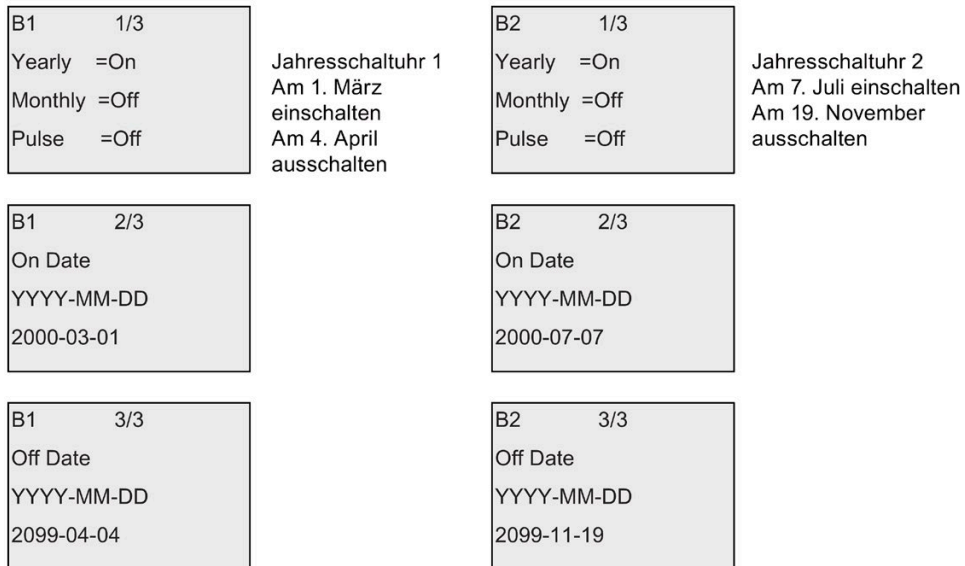 B1 1/3
Yearly =On
Monthly =Off
Pulse =Off
Jahresschaltuhr 1
Am 1. März
einschalten
Am 4. April
ausschalten
B2 1/3
Yearly =On
Monthly =Off
Pulse =Off
Jahresschaltuhr 2
Am 7. Juli einschalten
Am 19. November
ausschalten
B1 2/3
On Date
YYYY-MM-DD
2000-03-01
B2 2/3
On Date
YYYY-MM-DD
2000-07-07
B1 3/3
Off Date
YYYY-MM-DD
2099-04-04
B2 3/3
Off Date
YYYY-MM-DD
2099-11-19